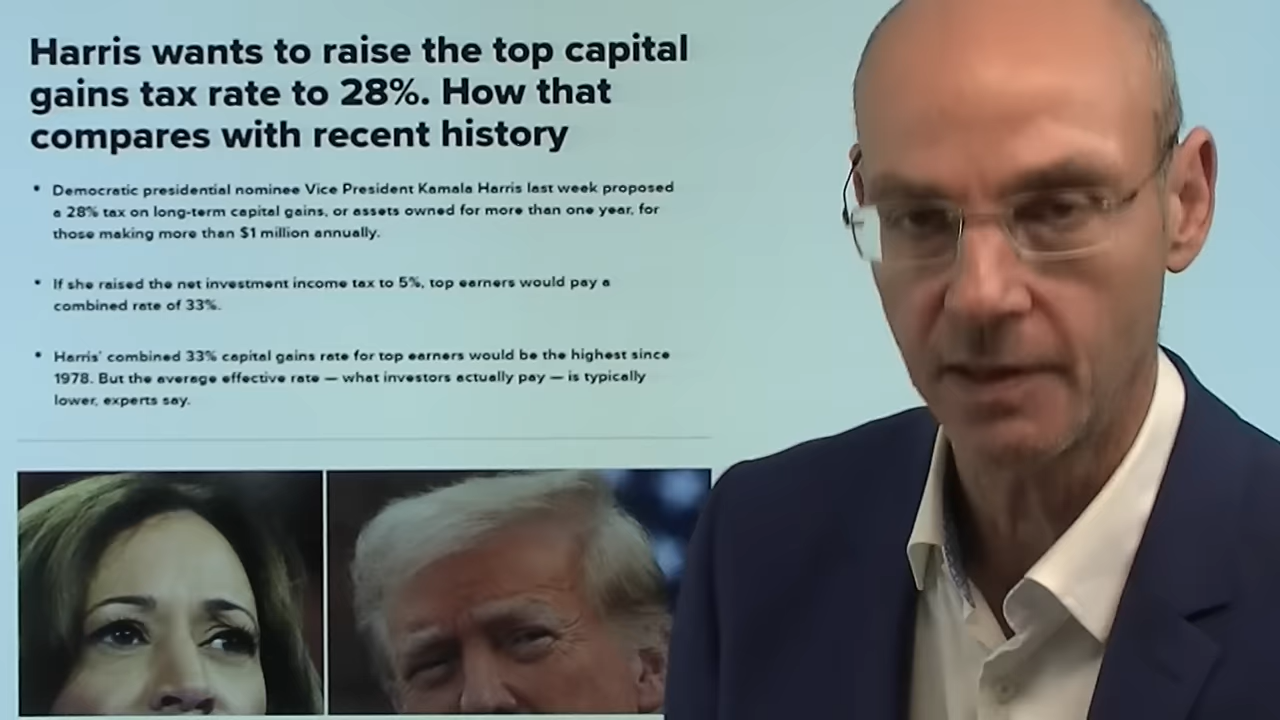 Harris wants to raise the top capital
gains tax rate to 28%. How that
compares with recent history
• Democratic presidential nominee Vice President Kamala Harris last week proposed
a 28% tax on long-term capital gains, or assets owned for more than one year, for
those making more than $1 million annually.
• If she raised the net investment income tax to 5%, top earners would pay a
combined rate of 33%.
• Harris' combined 33% capital gains rate for top earners would be the highest since
1978. But the average effective rate — what investors actually pay — is typically
lower, experts say.